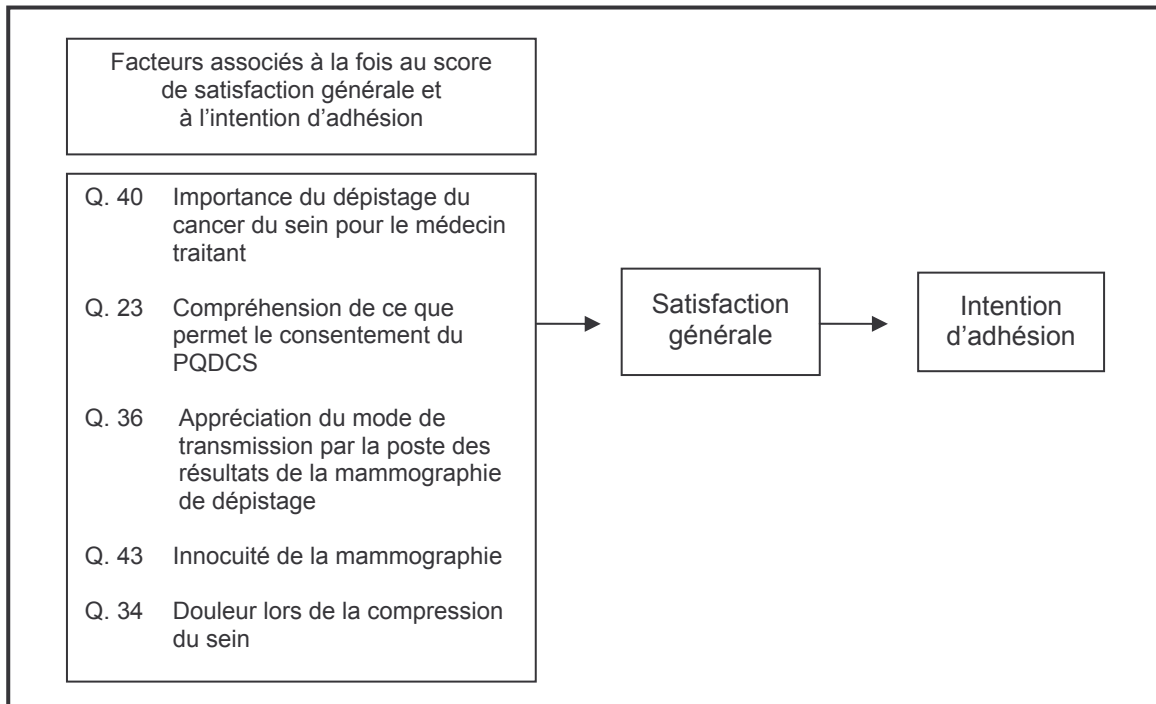 Facteurs associés à la fois au score
de satisfaction générale et
à l’intention d’adhésion
Q. 40 Importance du dépistage du
cancer du sein pour le médecin
traitant
Q. 23 Compréhension de ce que
permet le consentement du
PQDCS
Q. 36 Appréciation du mode de
transmission par la poste des
résultats de la mammographie
de dépistage
Q. 43 Innocuité de la mammographie
Q. 34 Douleur lors de la compression
du sein
Satisfaction
générale
Intention
d’adhésion